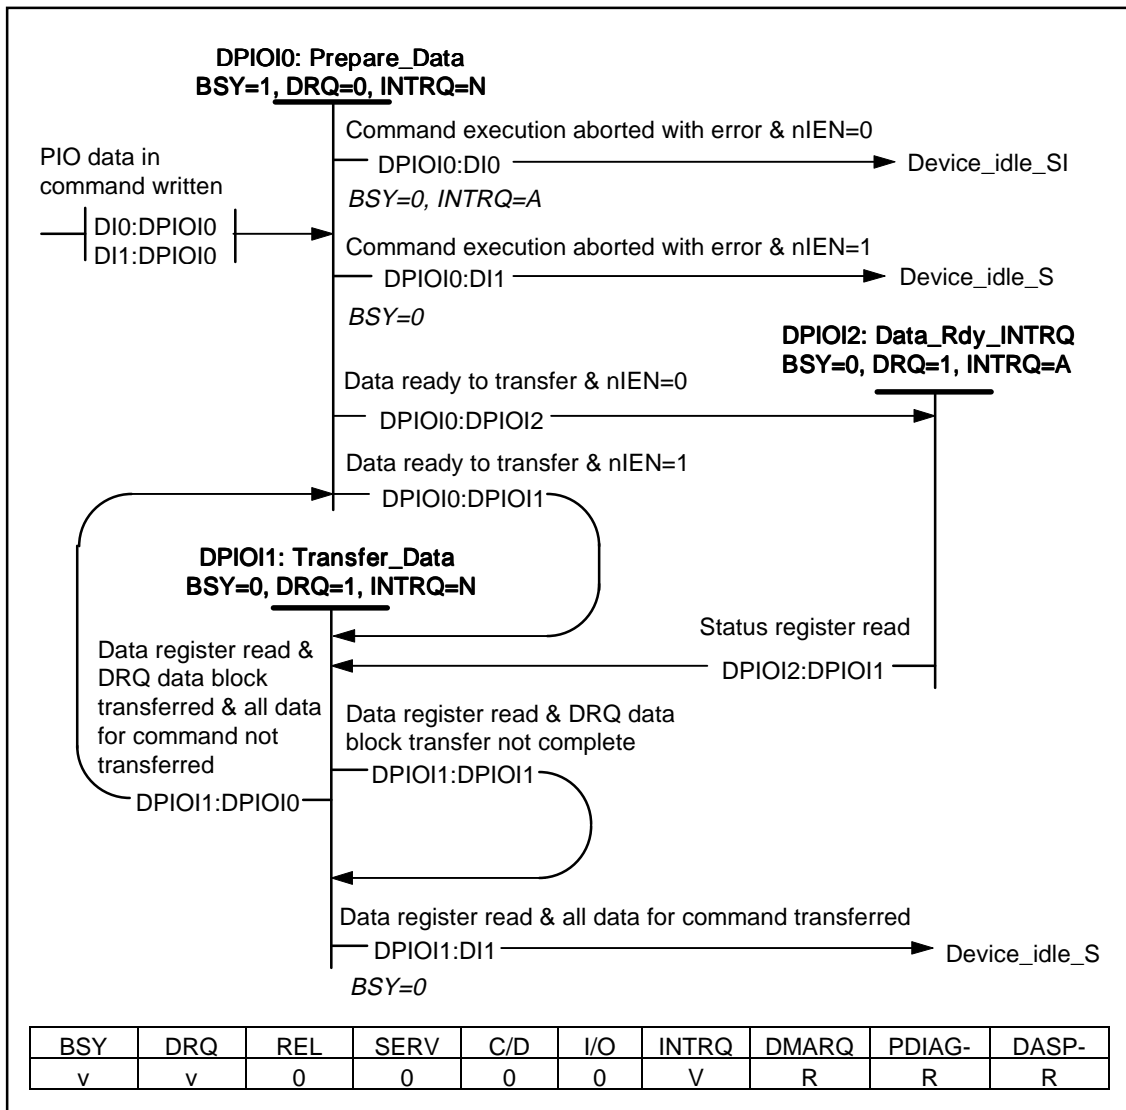 DPIOI0: Prepare_Data
BSY=1, DRQ=0, INTRQ=N
Command execution aborted with error & nIEN=0
DPIOI0:DI0
Device_idle_SI
BSY=0, INTRQ=A
PIO data in
command written
DI0:DPIOI0
DI1:DPIOI0
Command execution aborted with error & nIEN=1
DPIOI0:DI1
Device_idle_S
BSY=0
DPIOI2: Data_Rdy_INTRQ
BSY=0, DRQ=1, INTRQ=A
Data ready to transfer & nIEN=0
DPIOI0:DPIOI2
Data ready to transfer & nIEN=1
DPIOI0:DPIOI1
DPIOI1: Transfer_Data
BSY=0, DRQ=1, INTRQ=N
Status register read
DPIOI2:DPIOI1
Data register read &
DRQ data block
transferred & all data
for command not
transferred
DPIOI1:DPIOI0
Data register read & DRQ data
block transfer not complete
DPIOI1:DPIOI1
Data register read & all data for command transferred
DPIOI1:DI1
Device_idle_S
BSY=0
BSY DRQ REL SERV C/D I/O INTRQ DMARQ PDIAG- DASP-
v v 0 0 0 0 V R R R